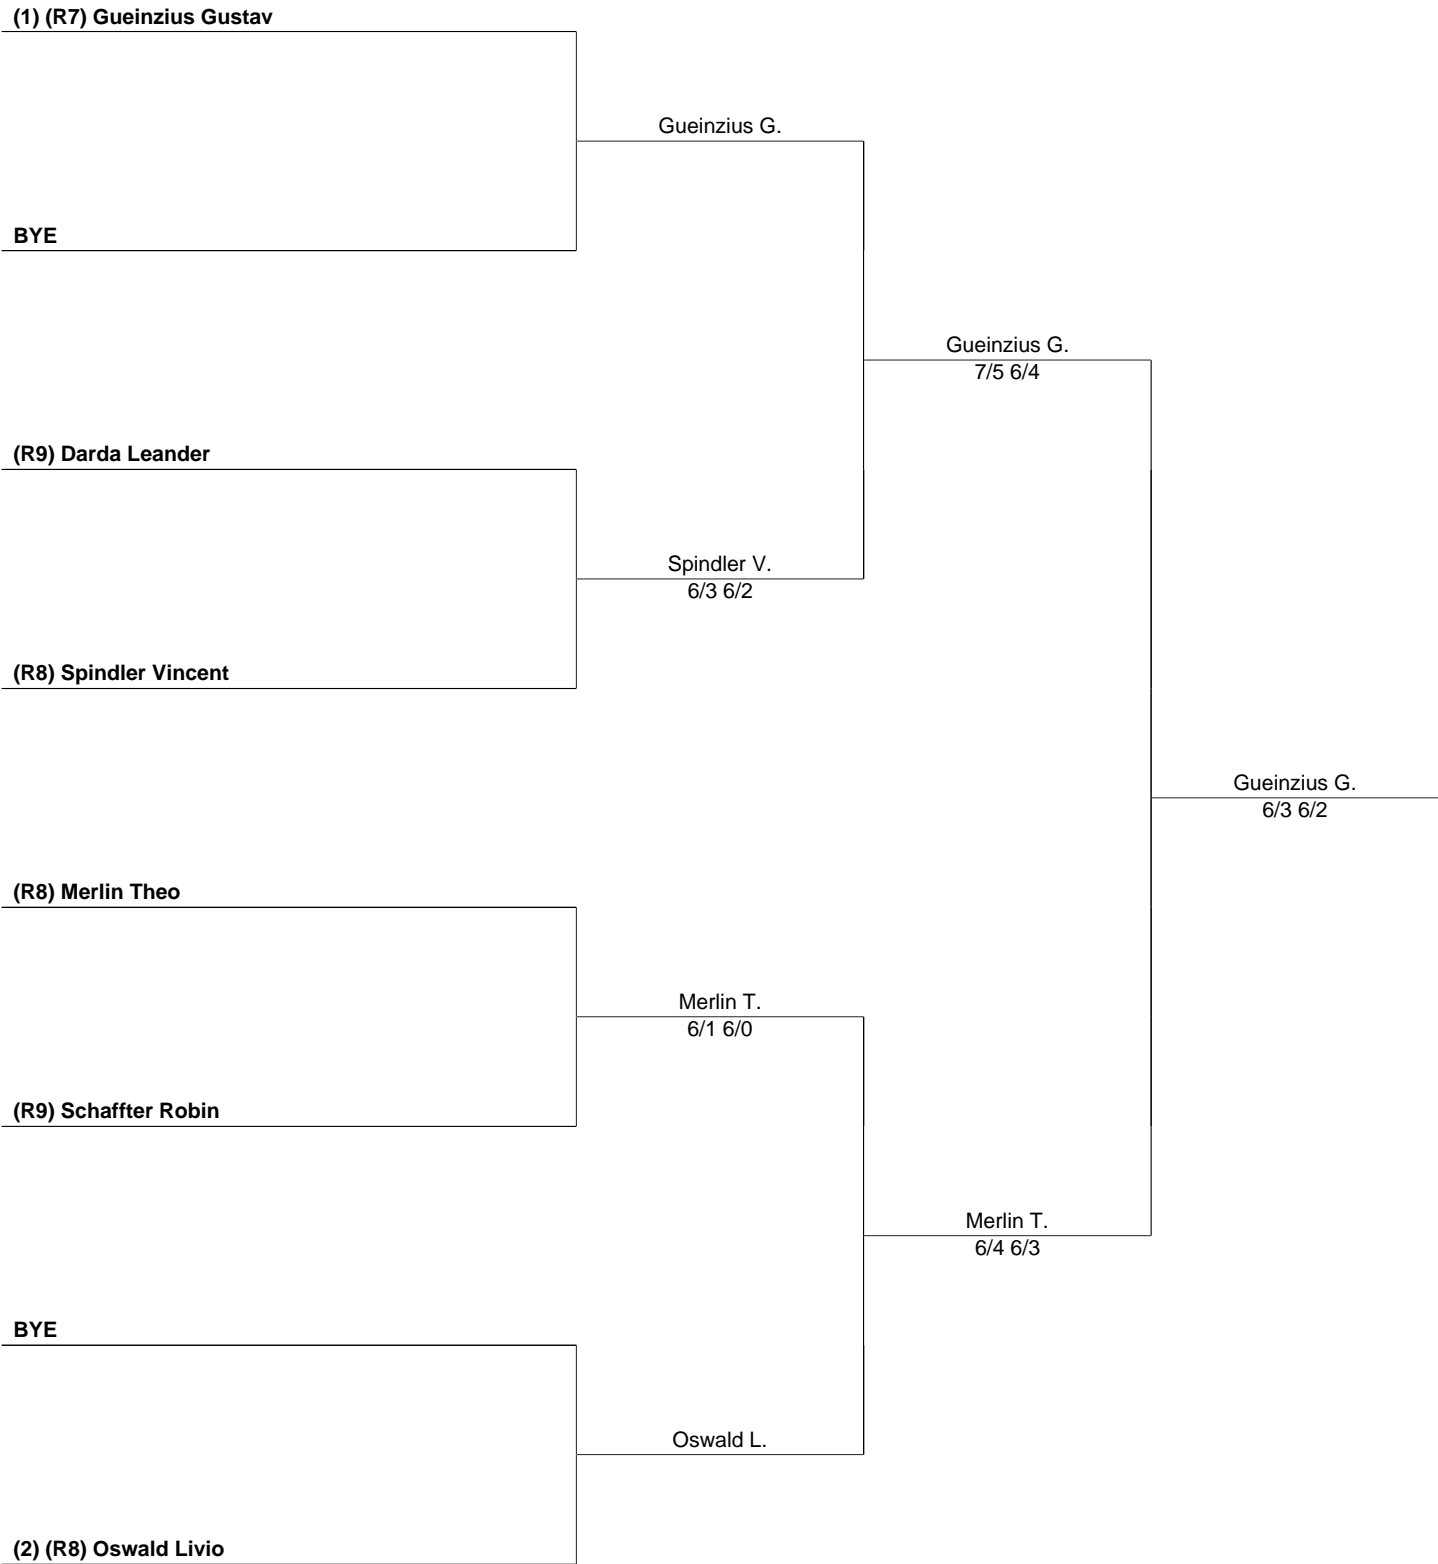 (1) (R7) Gueinzius Gustav
Gueinzius G.
BYE
Gueinzius G.
7/5 6/4
(R9) Darda Leander
Spindler V.
6/3 6/2
(R8) Spindler Vincent
Gueinzius G.
6/3 6/2
(R8) Merlin Theo
Merlin T.
6/1 6/0
(R9) Schaffter Robin
Merlin T.
6/4 6/3
BYE
Oswald L.
(2) (R8) Oswald Livio